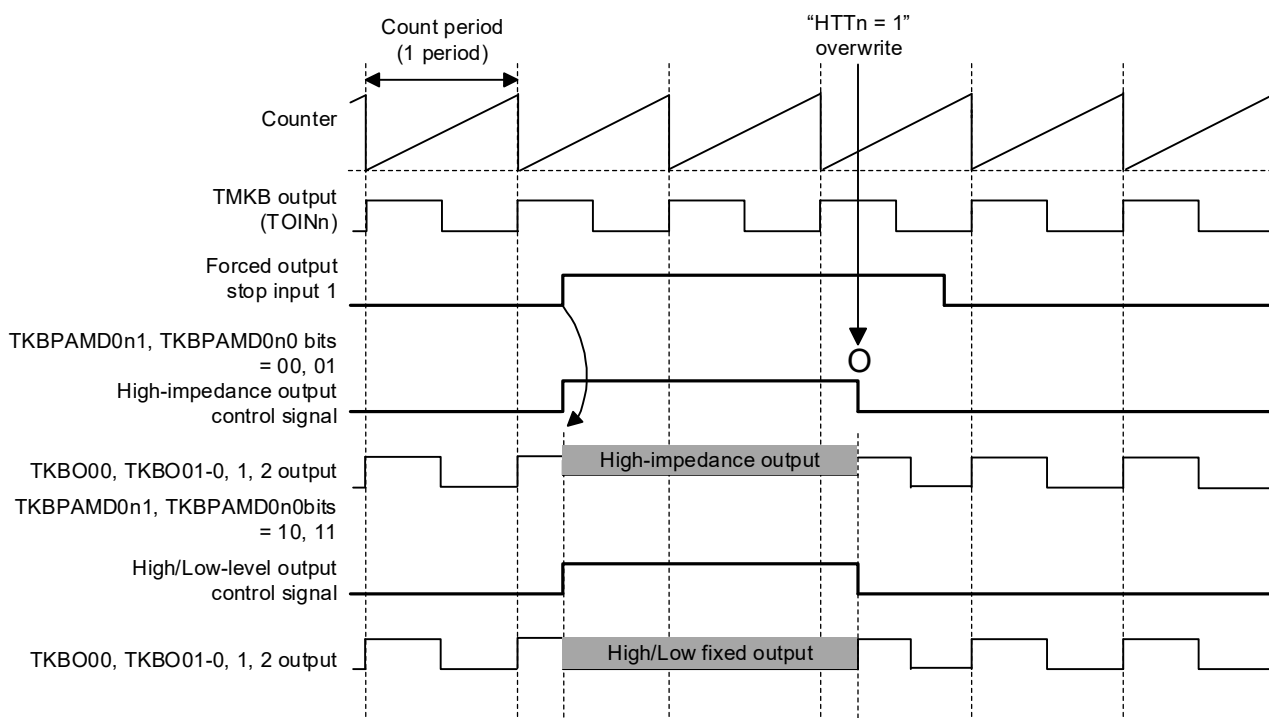 Count period
(1 period)
“HTTn = 1”
overwrite
Counter
TMKB output
(TOINn)
Forced output
stop input 1
TKBPAMD0n1, TKBPAMD0n0 bits
= 00, 01
High-impedance output
control signal
TKBO00, TKBO01-0, 1, 2 output
High-impedance output
TKBPAMD0n1, TKBPAMD0n0bits
= 10, 11
High/Low-level output
control signal
TKBO00, TKBO01-0, 1, 2 output
High/Low fixed output